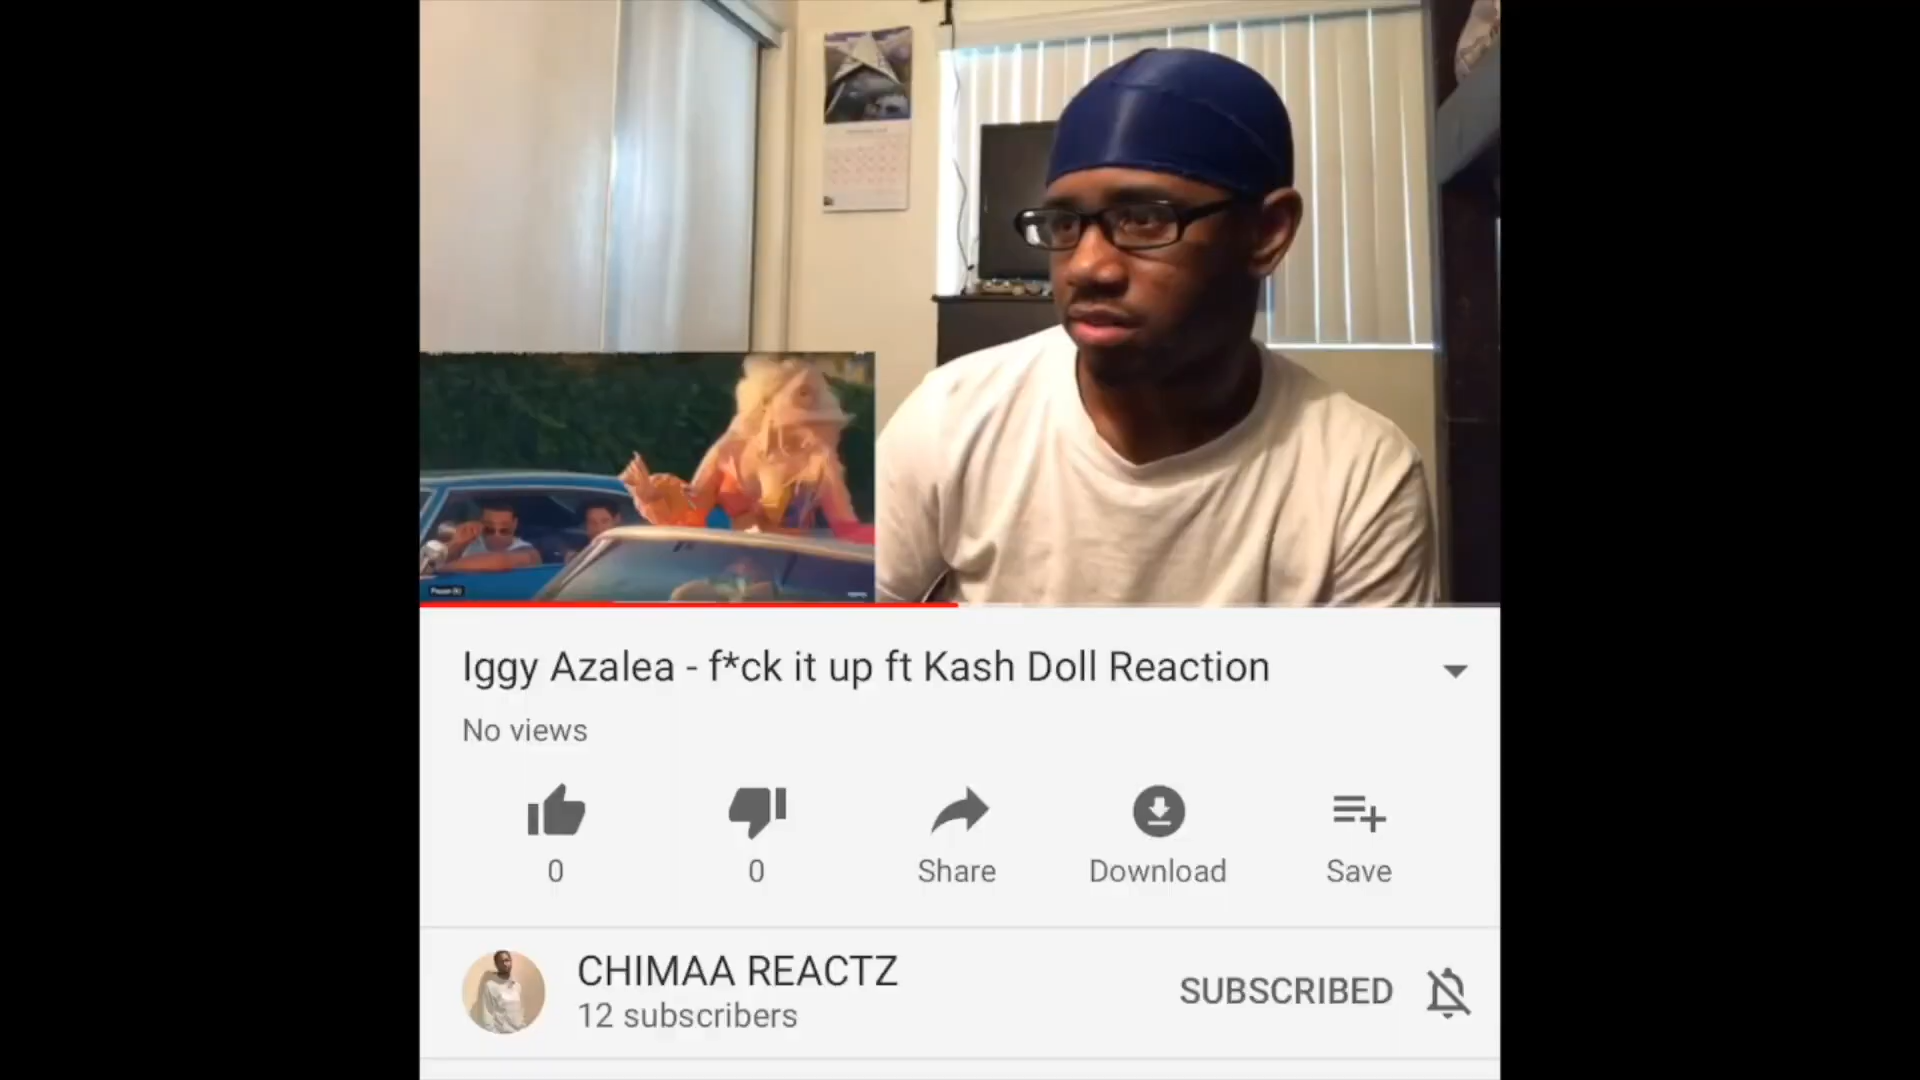 Iggy Azalea - f*ck it up ft Kash Doll Reaction
No views
0
0
Share
Download
Save
CHIMAA REACTZ
12 subscribers
SUBSCRIBED